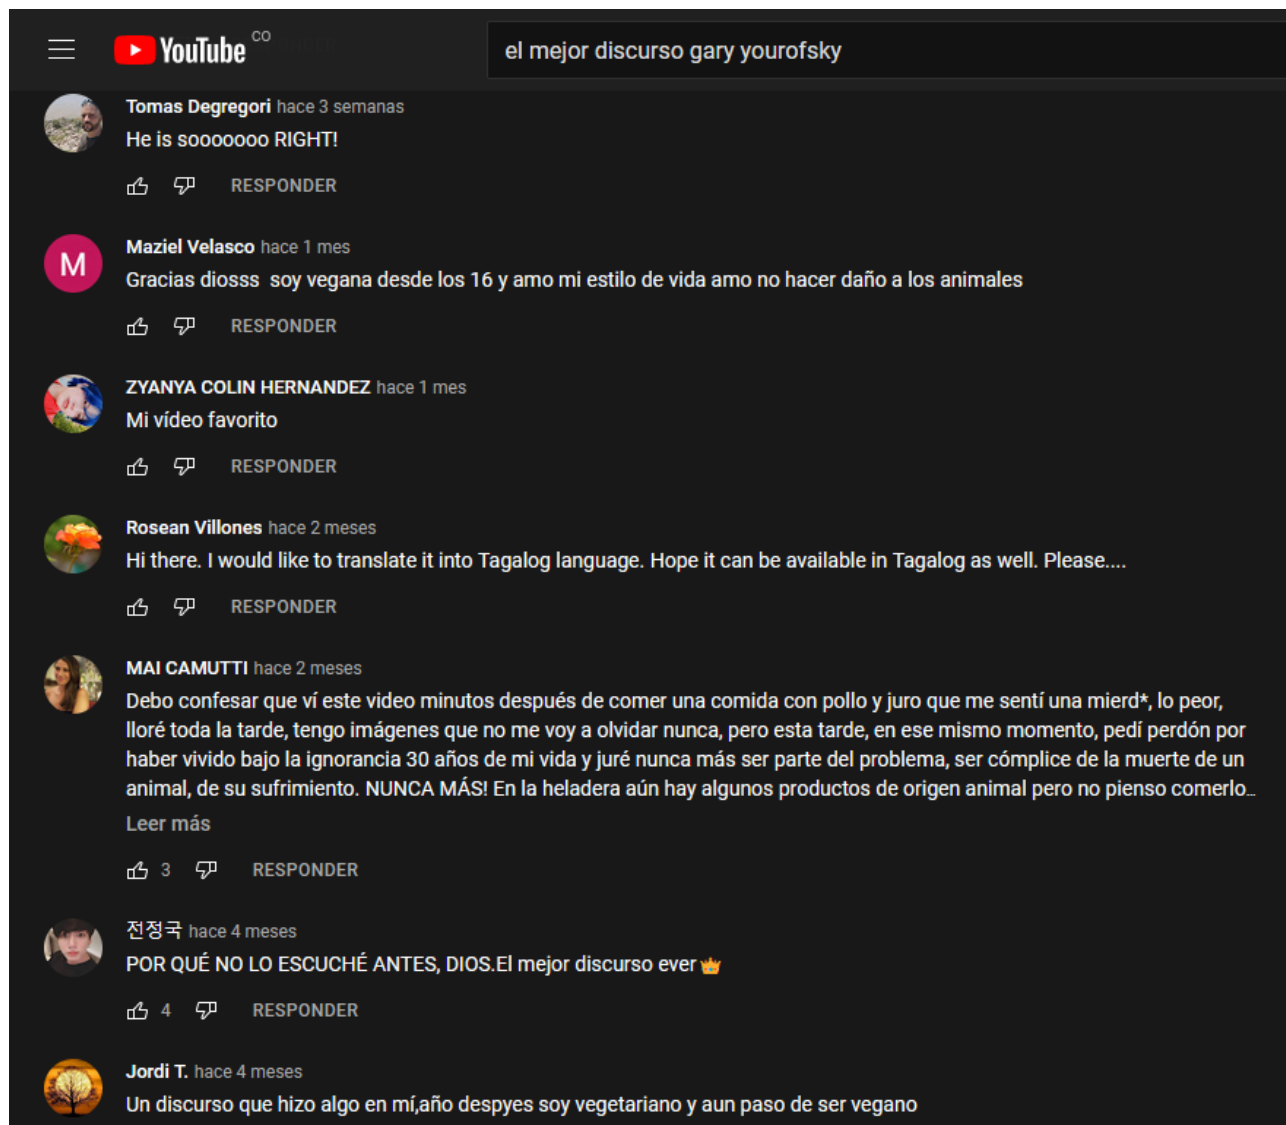 YouTube CO
el mejor discurso gary yourofsky
Tomas Degregori hace 3 semanas
He is sooooooo RIGHT!
RESPONDER
M
Maziel Velasco hace 1 mes
Gracias diosss  soy vegana desde los 16 y amo mi estilo de vida amo no hacer daño a los animales
RESPONDER
ZYANYA COLIN HERNANDEZ hace 1 mes
Mi vídeo favorito
RESPONDER
Rosean Villones hace 2 meses
Hi there. I would like to translate it into Tagalog language. Hope it can be available in Tagalog as well. Please....
RESPONDER
MAI CAMUTTI hace 2 meses
Debo confesar que ví este video minutos después de comer una comida con pollo y juro que me sentí una mierd*, lo peor,
lloré toda la tarde, tengo imágenes que no me voy a olvidar nunca, pero esta tarde, en ese mismo momento, pedí perdón por
haber vivido bajo la ignorancia 30 años de mi vida y juré nunca más ser parte del problema, ser cómplice de la muerte de un
animal, de su sufrimiento. NUNCA MÁS! En la heladera aún hay algunos productos de origen animal pero no pienso comerlo...
Leer más
3 RESPONDER
전정국 hace 4 meses
POR QUÉ NO LO ESCUCHÉ ANTES, DIOS.El mejor discurso ever 👑
4 RESPONDER
Jordi T. hace 4 meses
Un discurso que hizo algo en mí,año despyes soy vegetariano y aun paso de ser vegano